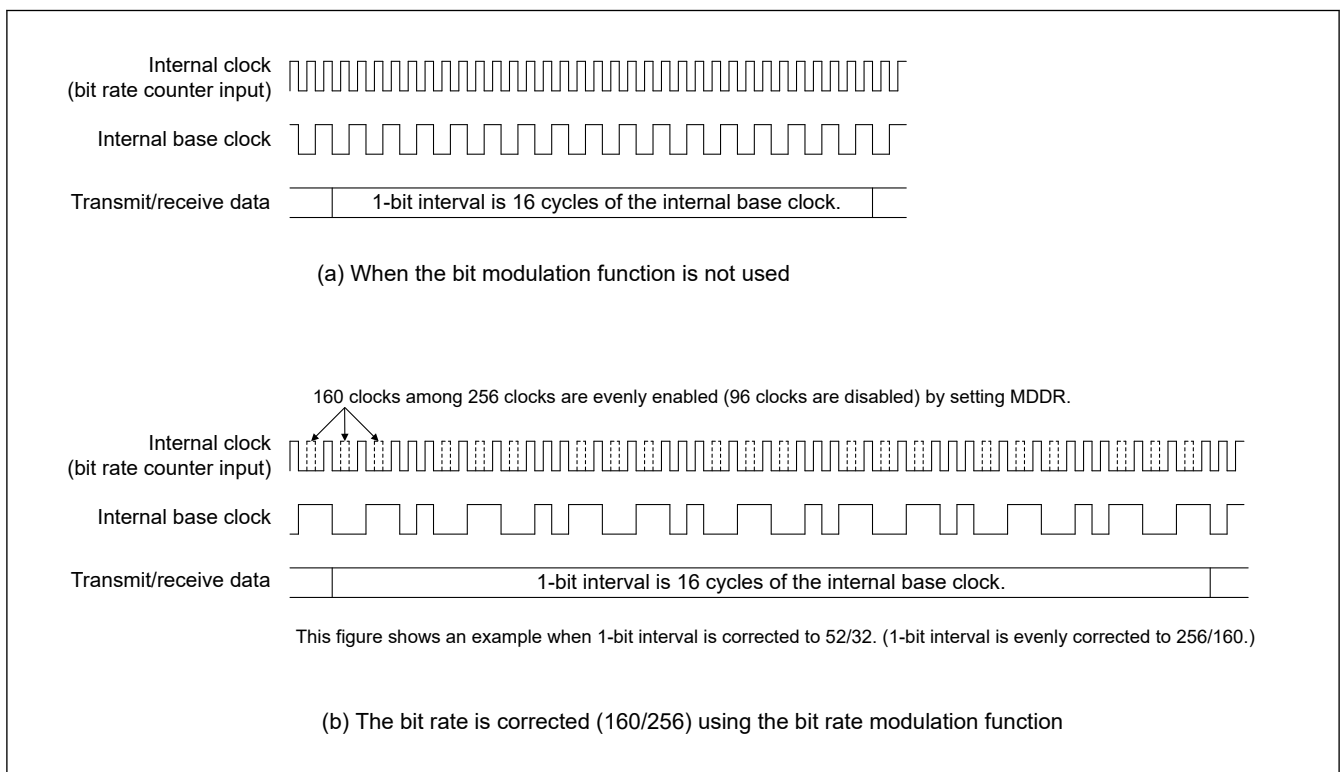 Internal clock
(bit rate counter input)
Internal base clock
Transmit/receive data
1-bit interval is 16 cycles of the internal base clock.
(a) When the bit modulation function is not used
160 clocks among 256 clocks are evenly enabled (96 clocks are disabled) by setting MDDR.
Internal clock
(bit rate counter input)
Internal base clock
Transmit/receive data
1-bit interval is 16 cycles of the internal base clock.
This figure shows an example when 1-bit interval is corrected to 52/32. (1-bit interval is evenly corrected to 256/160.)
(b) The bit rate is corrected (160/256) using the bit rate modulation function